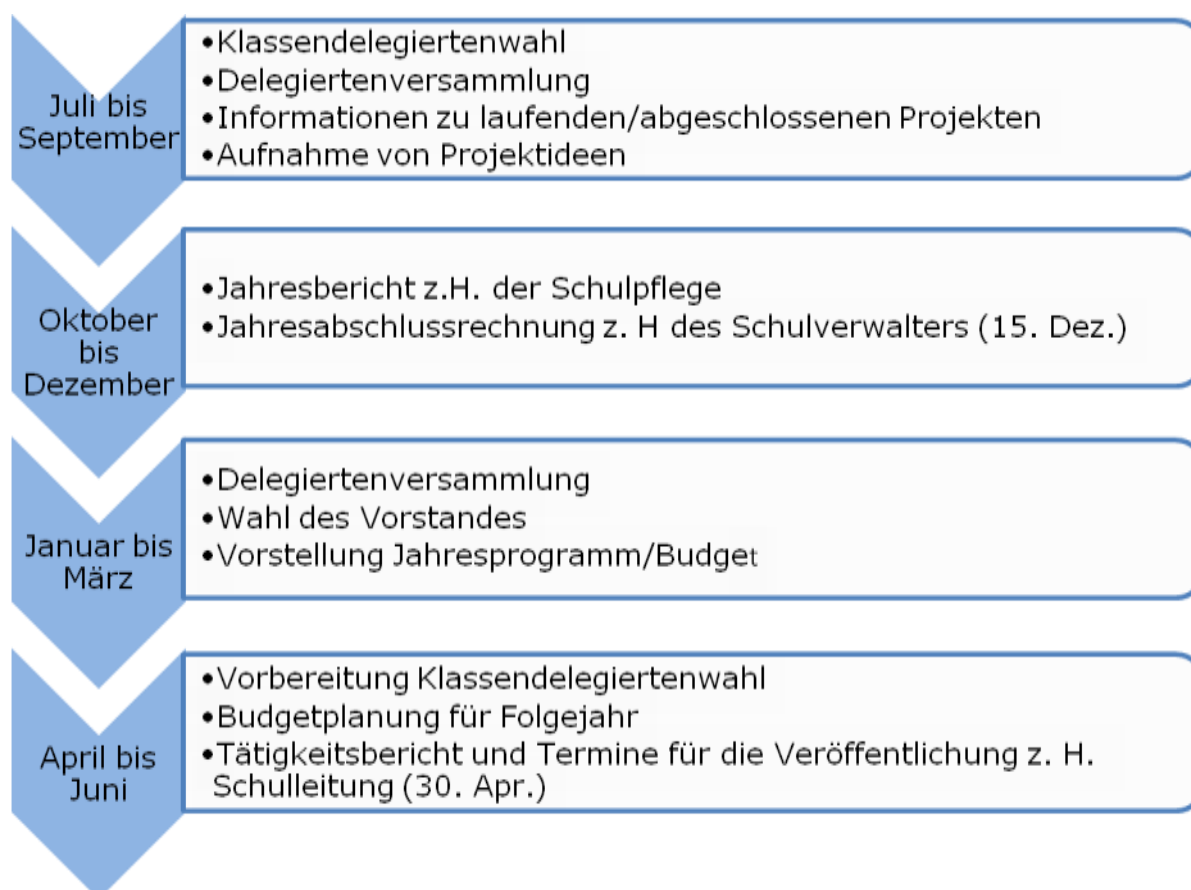 Juli bis
September
•Klassendelegiertenwahl
•Delegiertenversammlung
•Informationen zu laufenden/abgeschlossenen Projekten
•Aufnahme von Projektideen
Oktober
bis
Dezember
•Jahresbericht z.H. der Schulpflege
•Jahresabschlussrechnung z. H des Schulverwalters (15. Dez.)
Januar bis
März
•Delegiertenversammlung
•Wahl des Vorstandes
•Vorstellung Jahresprogramm/Budget
April bis
Juni
•Vorbereitung Klassendelegiertenwahl
•Budgetplanung für Folgejahr
•Tätigkeitsbericht und Termine für die Veröffentlichung z. H.
Schulleitung (30. Apr.)